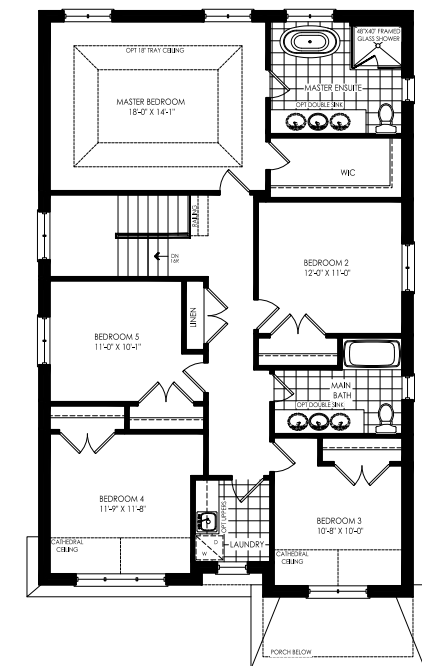 OPT 18" TRAY CEILING
MASTER BEDROOM
18'-0" X 14'-1"
48"X40" FRAMED
GLASS SHOWER
MASTER ENSUITE
OPT DOUBLE SINK
WIC
RAILING
DN
16R
BEDROOM 2
12'-0" X 11'-0"
LINEN
BEDROOM 5
11'-0" X 10'-1"
MAIN
BATH
OPT DOUBLE SINK
BEDROOM 4
11'-9" X 11'-8"
CATHEDRAL
CEILING
OPT UPPERS
D
W
LAUNDRY
BEDROOM 3
10'-8" X 10'-0"
CATHEDRAL
CEILING
PORCH BELOW